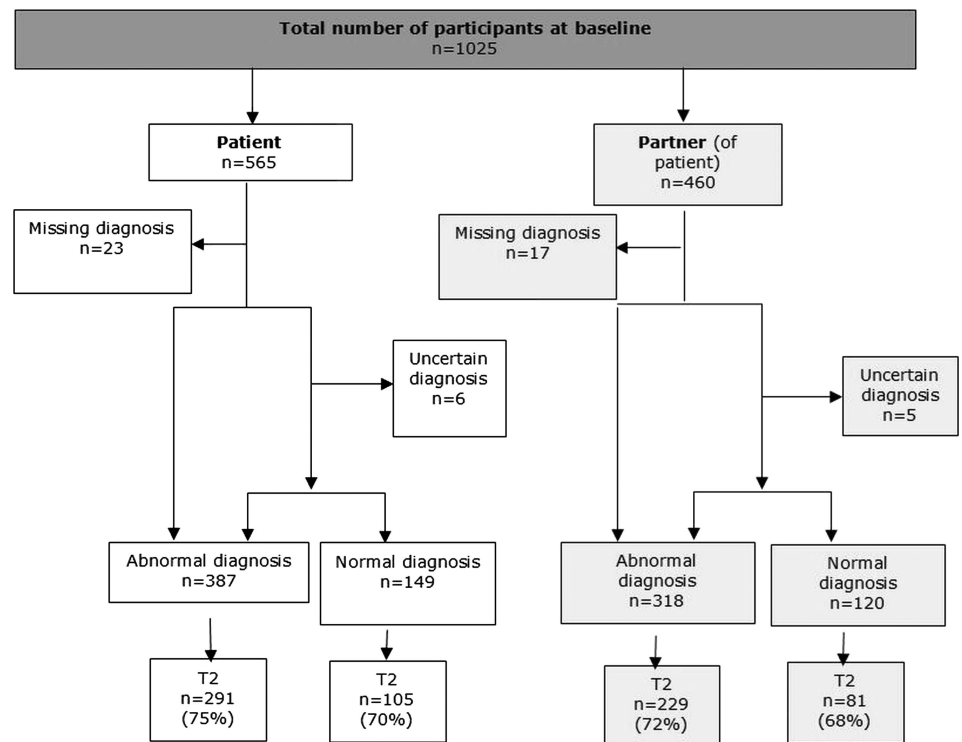 Total number of participants at baseline
n=1025
Patient
n=565
Partner (of
patient)
n=460
Missing diagnosis
n=23
Missing diagnosis
n=17
Uncertain
diagnosis
n=6
Uncertain
diagnosis
n=5
Abnormal diagnosis
n=387
Normal diagnosis
n=149
Abnormal
diagnosis
n=318
Normal
diagnosis
n=120
T2
n=291
(75%)
T2
n=105
(70%)
T2
n=229
(72%)
T2
n=81
(68%)